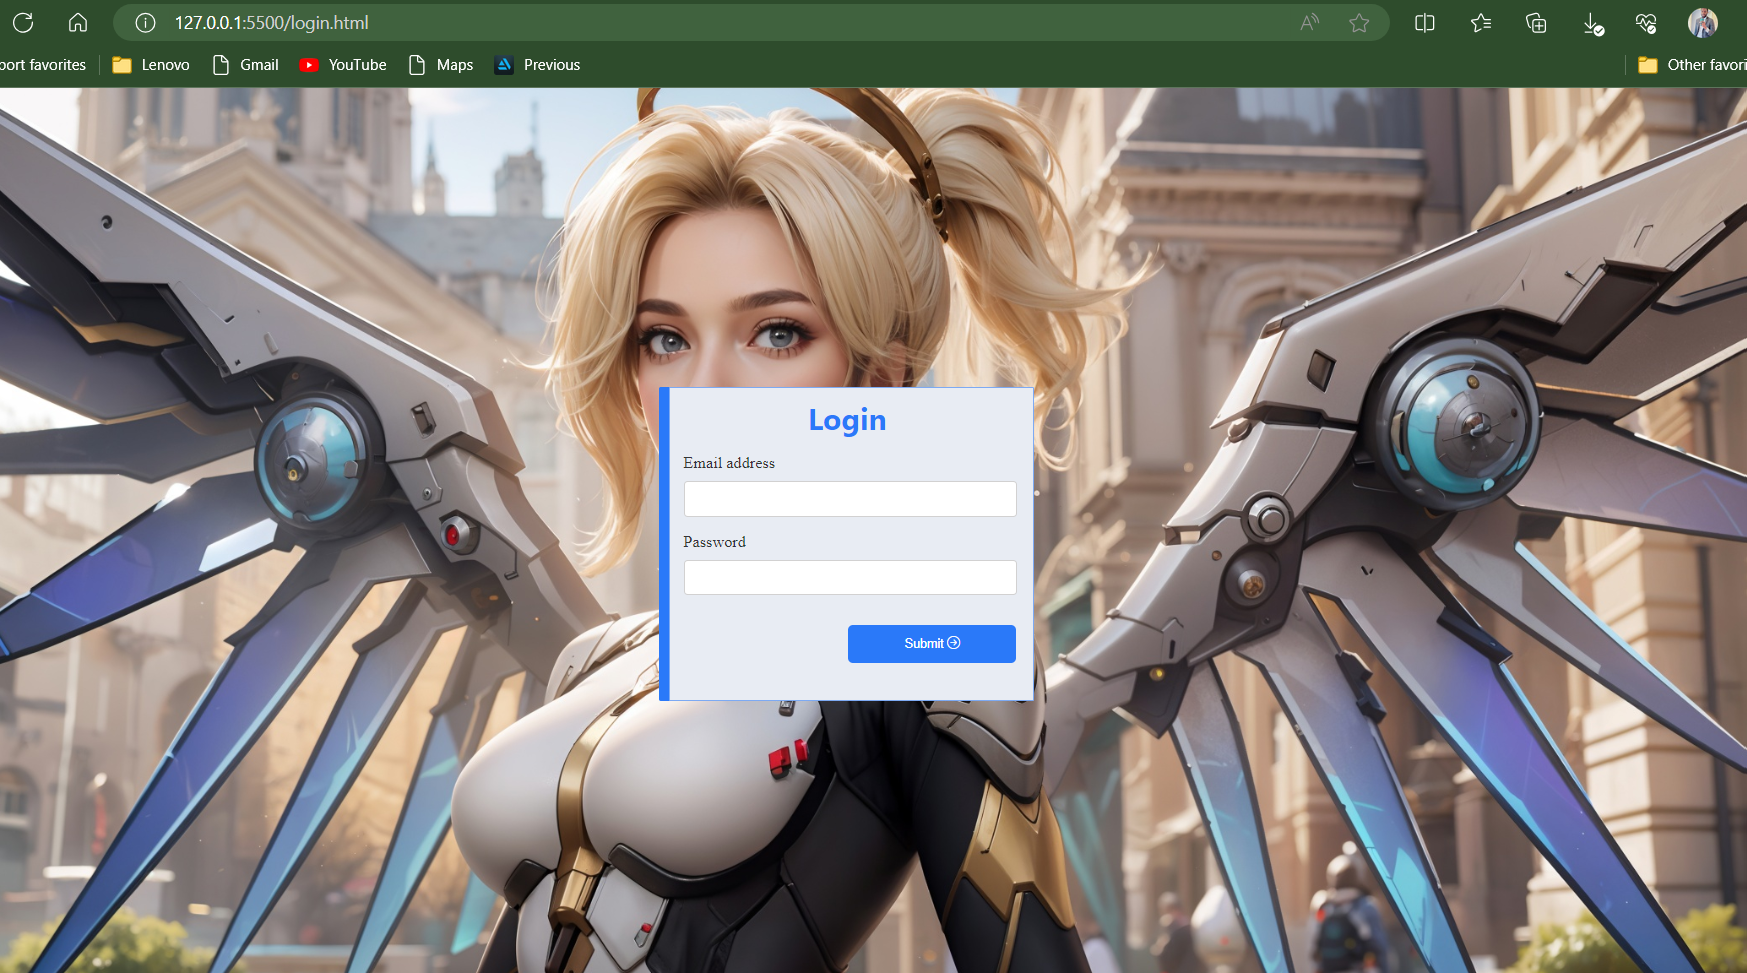 127.0.0.1:5500/login.html
port favorites Lenovo Gmail YouTube Maps Previous Other favori
Login
Email address
Password
Submit